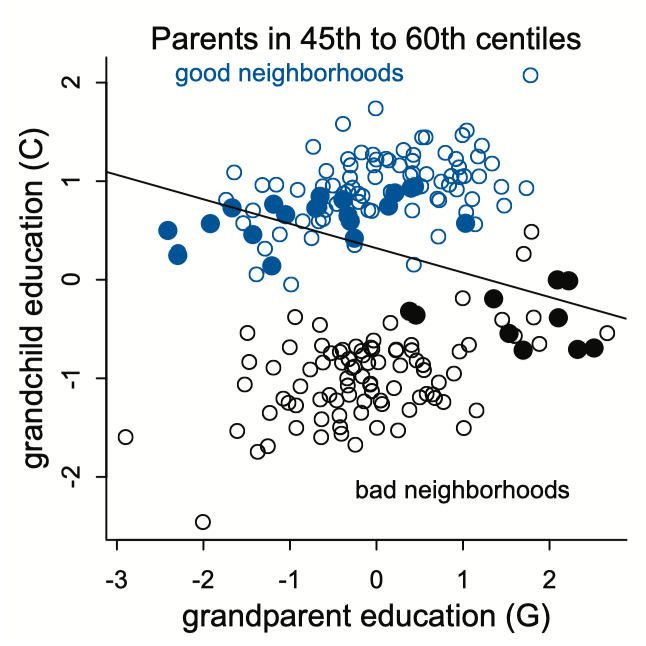 Parents in 45th to 60th centiles
good neighborhoods
grandchild education (C)
2
1
0
-1
-2
bad neighborhoods
-3 -2 -1 0 1 2
grandparent education (G)